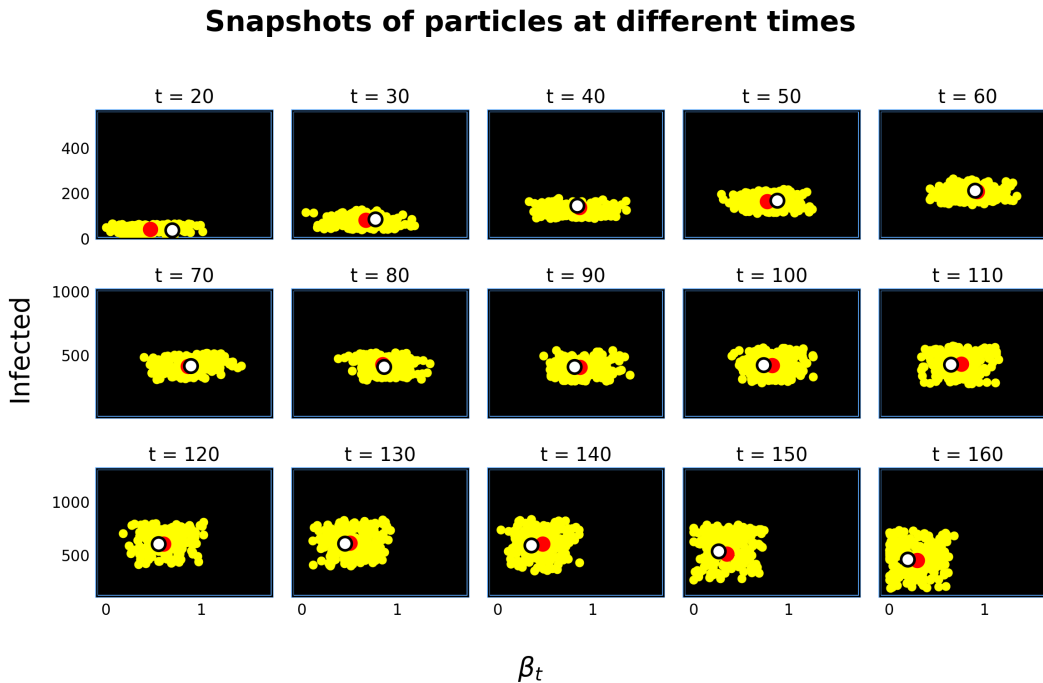 Snapshots of particles at different times
t = 20
t = 30
t = 40
t = 50
t = 60
400
200
0
t = 70
t = 80
t = 90
t = 100
t = 110
1000
500
Infected
t = 120
t = 130
t = 140
t = 150
t = 160
1000
500
0 1
0 1
0 1
0 1
0 1
βt